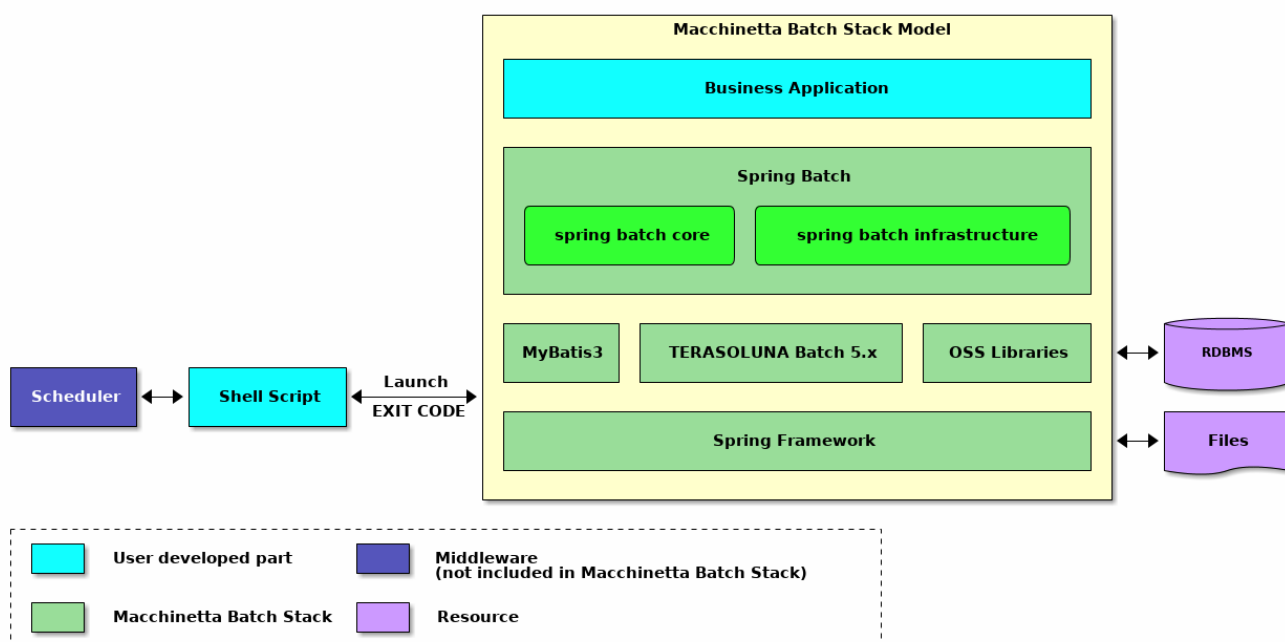 Macchinetta Batch Stack Model
Business Application
Spring Batch
spring batch core
spring batch infrastructure
MyBatis3
TERASOLUNA Batch 5.x
OSS Libraries
RDBMS
Scheduler
Shell Script
Launch
EXIT CODE
Spring Framework
Files
User developed part
Middleware
(not included in Macchinetta Batch Stack)
Macchinetta Batch Stack
Resource